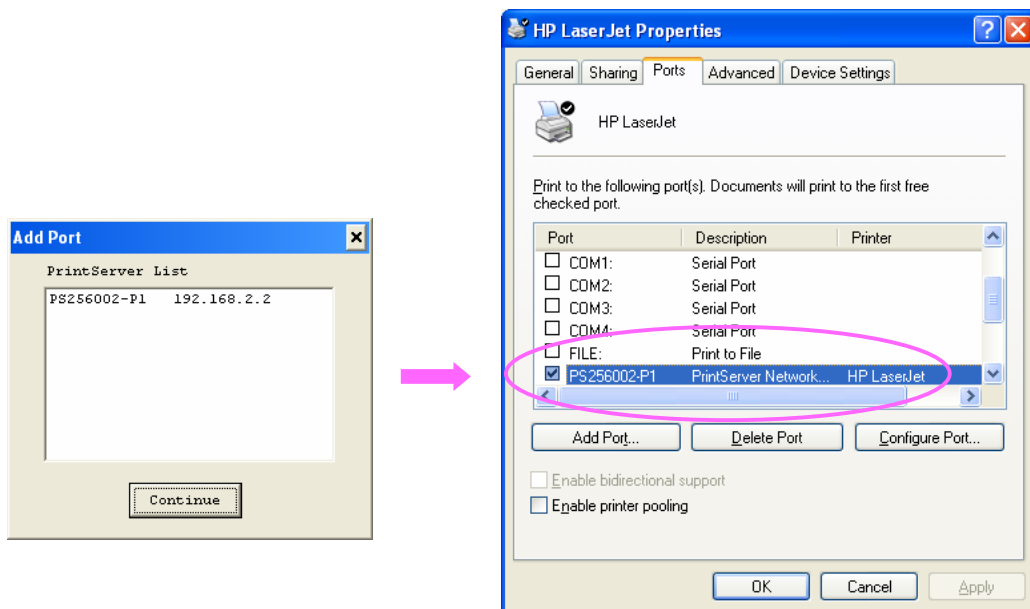 Add Port
PrintServer List
PS256002-P1 192.168.2.2
Continue
HP LaserJet Properties
General Sharing Ports Advanced Device Settings
HP LaserJet
Print to the following port(s). Documents will print to the first free
checked port.
Port Description Printer
COM1: Serial Port
COM2: Serial Port
COM3: Serial Port
COM4: Serial Port
FILE: Print to File
PS256002-P1 PrintServer Network... HP LaserJet
Add Port... Delete Port Configure Port...
Enable bidirectional support
Enable printer pooling
OK Cancel Apply